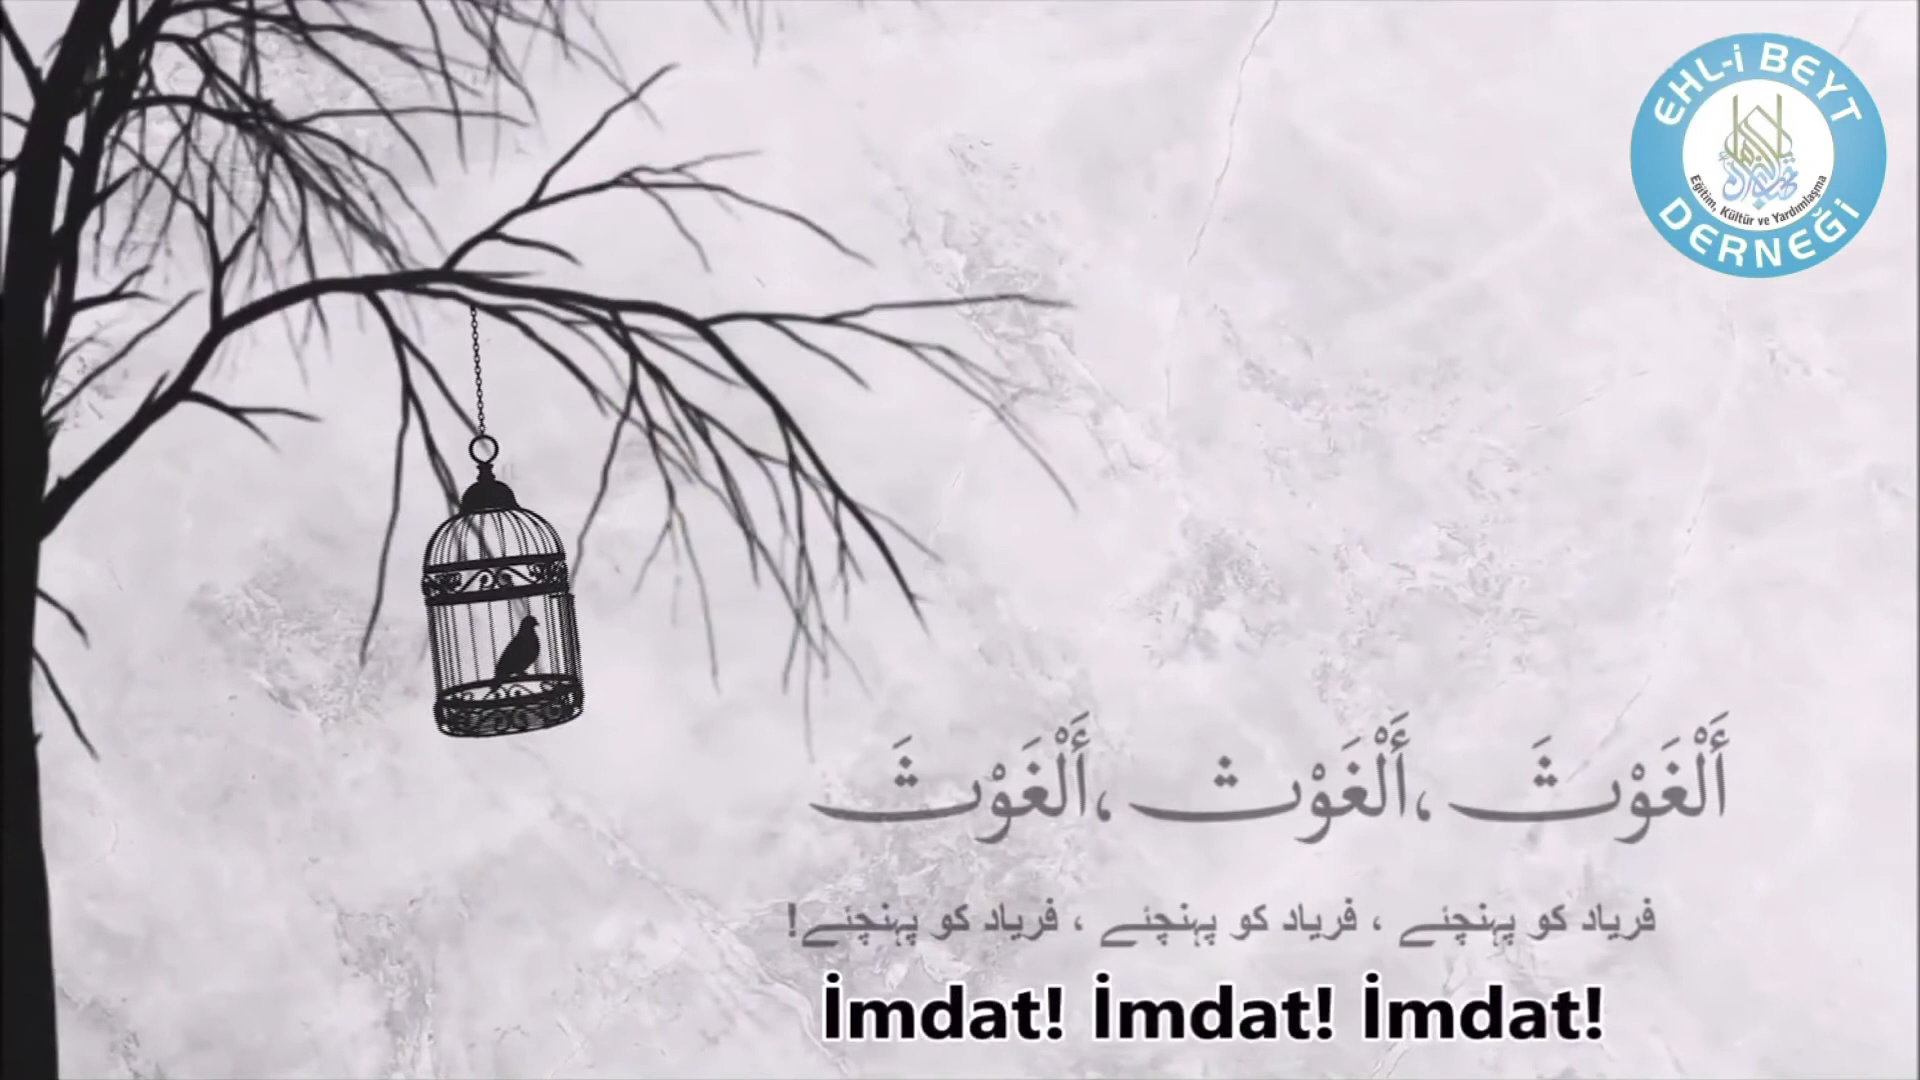 EHL-İ BEYT
Eğitim, Kültür ve Yardımlaşma
DERNEĞİ
أَلْغَوْثَ ، أَلْغَوْث ، أَلْغَوْثَ
فریاد کو پہنچئے ، فریاد کو پہنچئے ، فریاد کو پہنچئے!
İmdat! İmdat! İmdat!